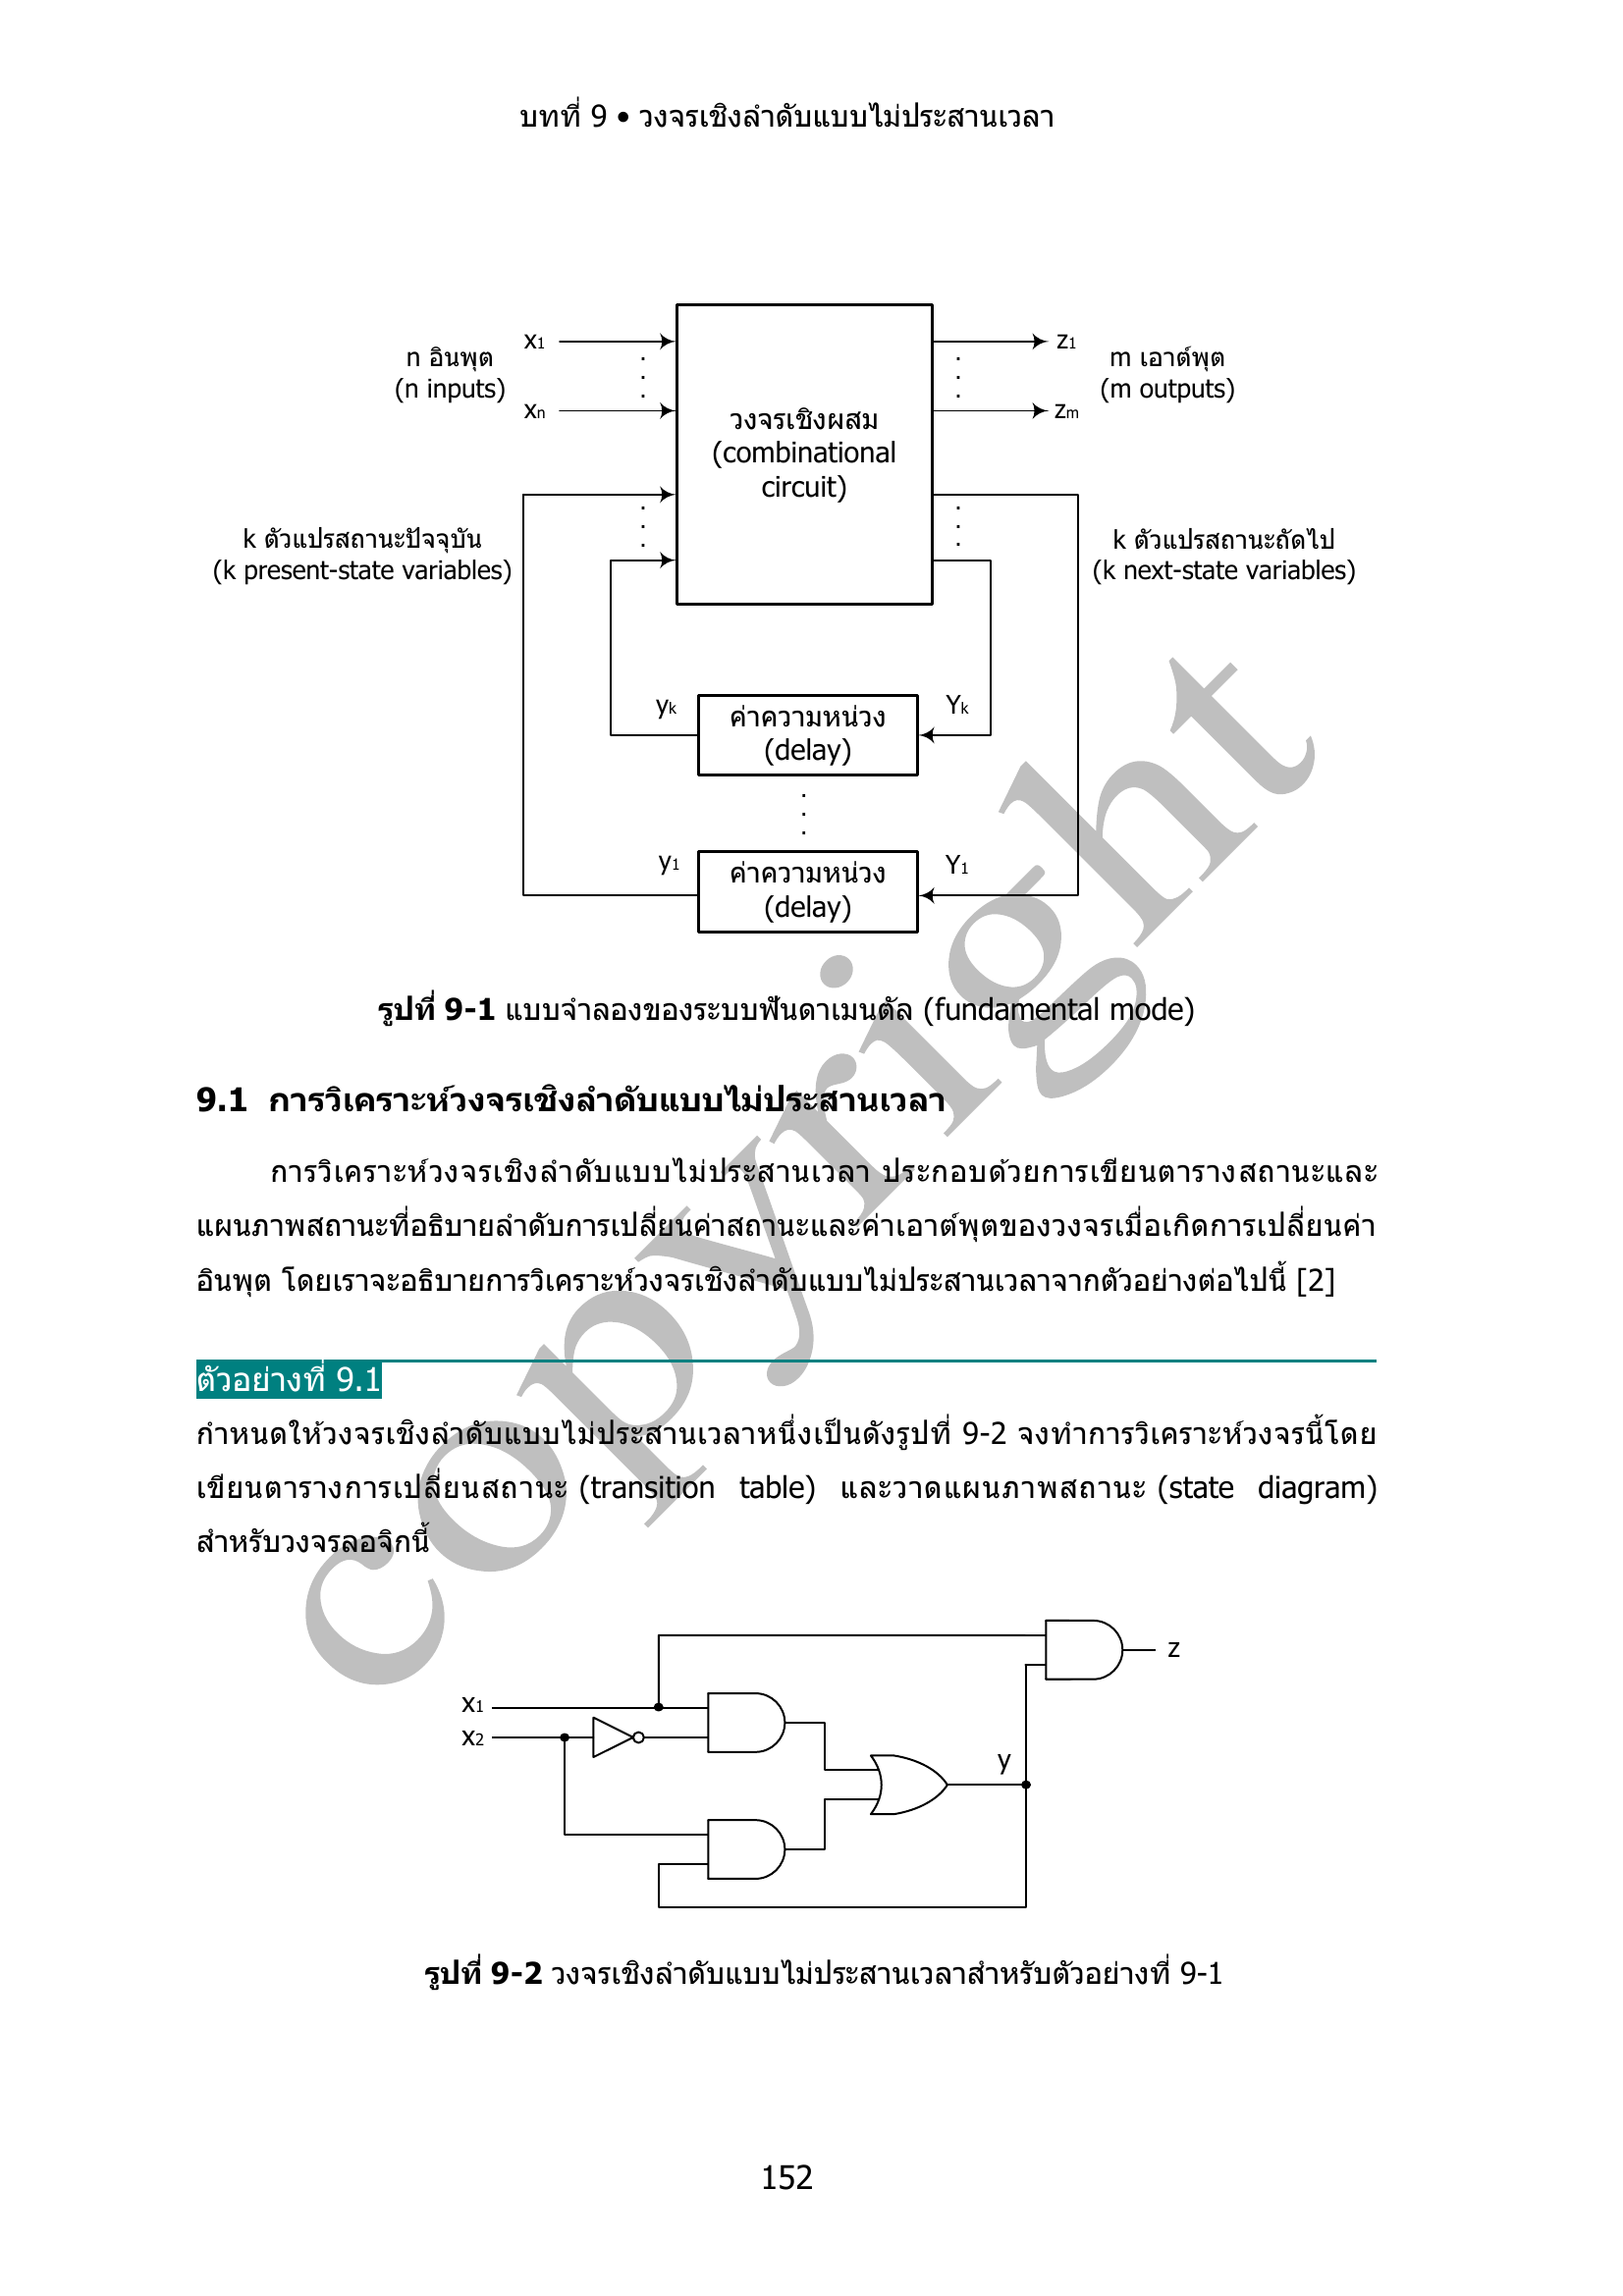 บทที่ 9 • วงจรเชิงลำดับแบบไม่ประสานเวลา
n อินพุต
(n inputs)
x1
xn
z1
zm
m เอาต์พุต
(m outputs)
วงจรเชิงผสม
(combinational
circuit)
k ตัวแปรสถานะปัจจุบัน
(k present-state variables)
k ตัวแปรสถานะถัดไป
(k next-state variables)
yk
ค่าความหน่วง
(delay)
Yk
y1
ค่าความหน่วง
(delay)
Y1
รูปที่ 9-1 แบบจำลองของระบบฟันดาเมนตัล (fundamental mode)
9.1 การวิเคราะห์วงจรเชิงลำดับแบบไม่ประสานเวลา
การวิเคราะห์วงจรเชิงลำดับแบบไม่ประสานเวลา ประกอบด้วยการเขียนตารางสถานะและ
แผนภาพสถานะที่อธิบายลำดับการเปลี่ยนค่าสถานะและค่าเอาต์พุตของวงจรเมื่อเกิดการเปลี่ยนค่า
อินพุต โดยเราจะอธิบายการวิเคราะห์วงจรเชิงลำดับแบบไม่ประสานเวลาจากตัวอย่างต่อไปนี้ [2]
ตัวอย่างที่ 9.1
กำหนดให้วงจรเชิงลำดับแบบไม่ประสานเวลาหนึ่งเป็นดังรูปที่ 9-2 จงทำการวิเคราะห์วงจรนี้โดย
เขียนตารางการเปลี่ยนสถานะ (transition table) และวาดแผนภาพสถานะ (state diagram)
สำหรับวงจรลอจิกนี้
z
x1
x2
y
รูปที่ 9-2 วงจรเชิงลำดับแบบไม่ประสานเวลาสำหรับตัวอย่างที่ 9-1
152
copyright